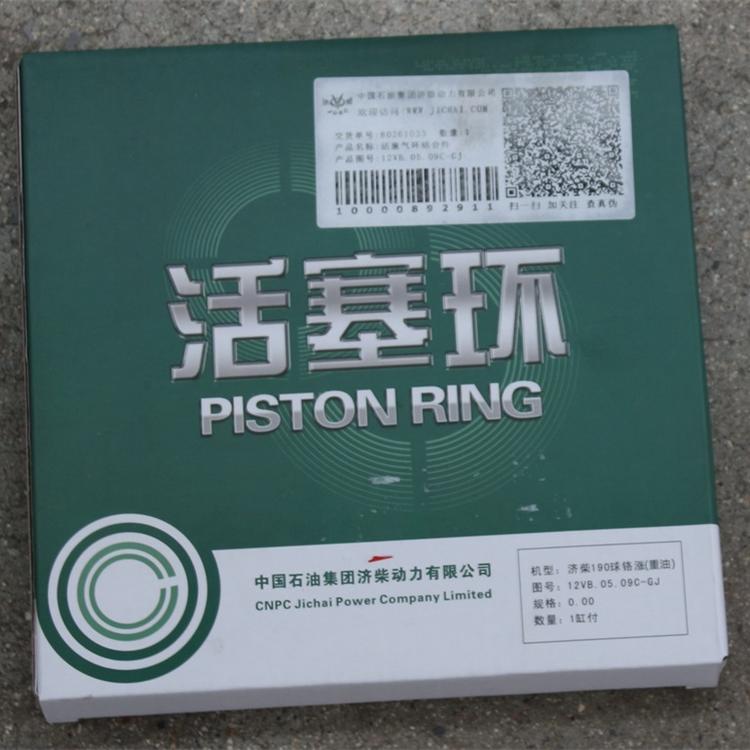 中国石油集团济柴动力有限公司
欢迎访问:WWW.JICHAI.COM
交货单号:80261033 数量:1
产品名称:活塞气环结合件
产品图号:12VB.05.09C-GJ
10000892911
扫一扫 加关注 查真伪
活塞环
PISTON RING
中国石油集团济柴动力有限公司
CNPC Jichai Power Company Limited
机型: 济柴190球铬涨(重油)
图号: 12VB.05.09C-GJ
规格: 0.00
数量: 1缸付